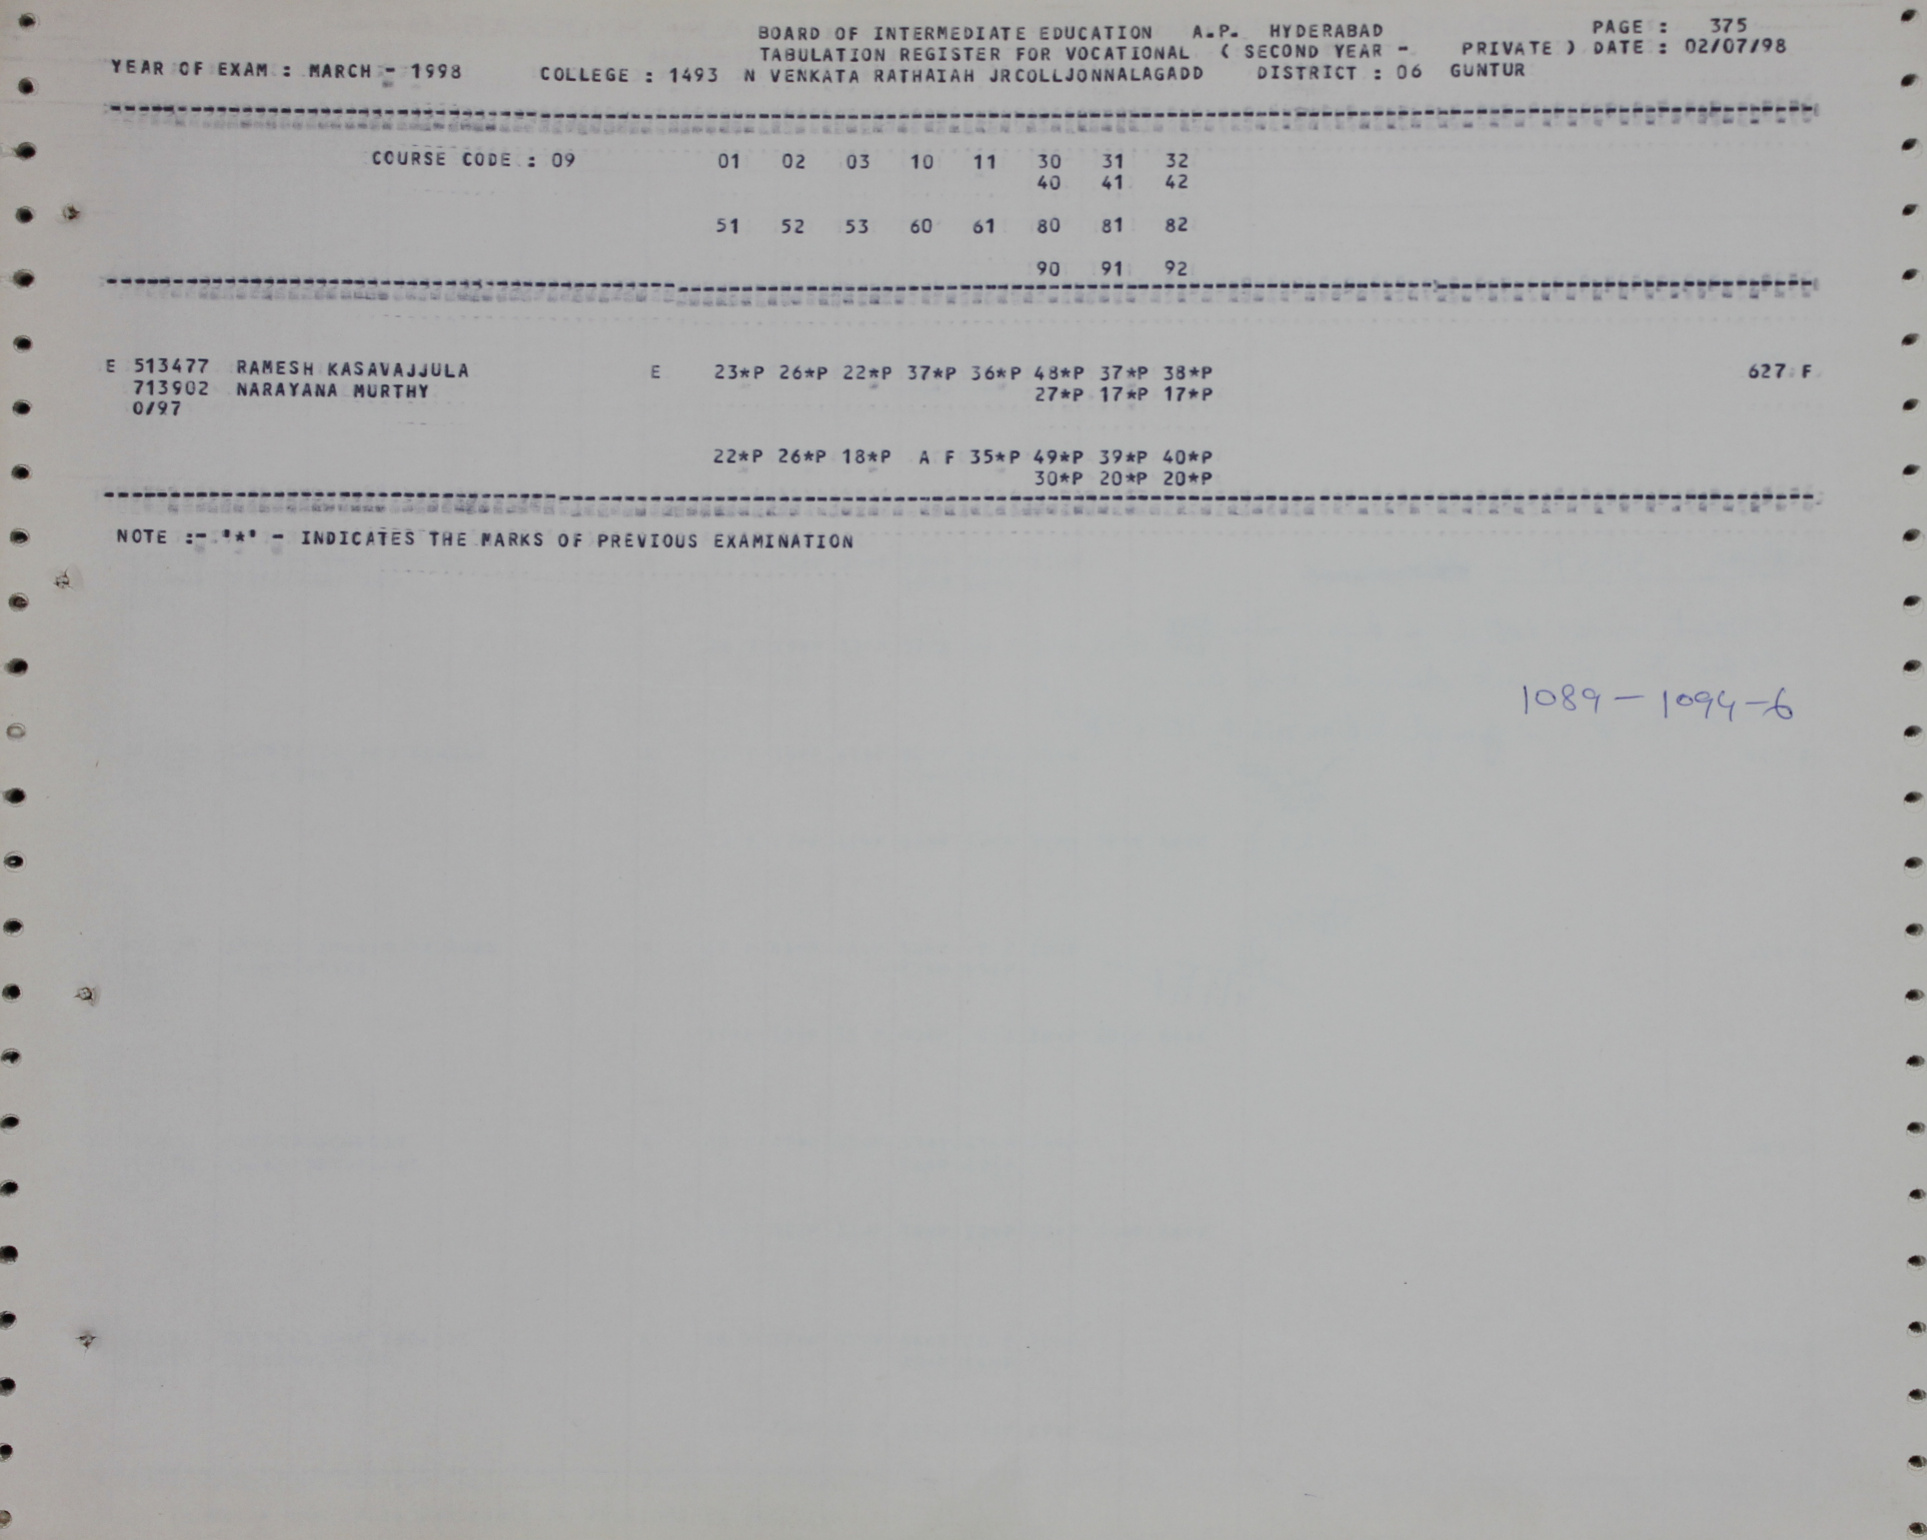 BOARD OF INTERMEDIATE EDUCATION A.P. HYDERABAD PAGE : 375
TABULATION REGISTER FOR VOCATIONAL ( SECOND YEAR - PRIVATE ) DATE : 02/07/98
YEAR OF EXAM : MARCH - 1998 COLLEGE : 1493 N VENKATA RATHAIAH JRCOLLJONNALAGADD DISTRICT : 06 GUNTUR
COURSE CODE : 09 01 02 03 10 11 30 31 32
40 41 42
51 52 53 60 61 80 81 82
90 91 92
E 513477 RAMESH KASAVAJJULA E 23*P 26*P 22*P 37*P 36*P 48*P 37*P 38*P 627 F
713902 NARAYANA MURTHY 27*P 17*P 17*P
0/97
22*P 26*P 18*P A F 35*P 49*P 39*P 40*P
30*P 20*P 20*P
NOTE :- '*' - INDICATES THE MARKS OF PREVIOUS EXAMINATION
1089 - 1094-6